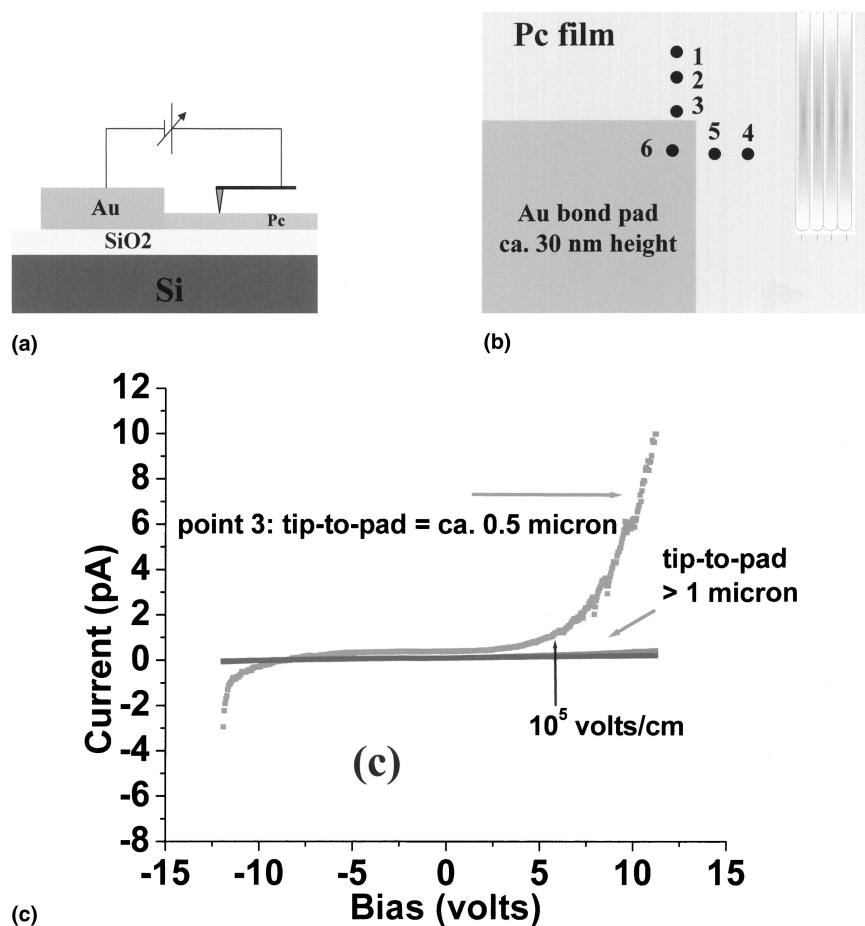 Au
Pc
SiO2
Si
(a)
Pc film
1
2
3
6
5
4
Au bond pad
ca. 30 nm height
(b)
12
10
8
6
4
2
0
-2
-4
-6
-8
Current (pA)
point 3: tip-to-pad = ca. 0.5 micron
tip-to-pad
> 1 micron
10⁵ volts/cm
(c)
-15
-10
-5
0
5
10
15
Bias (volts)
(c)